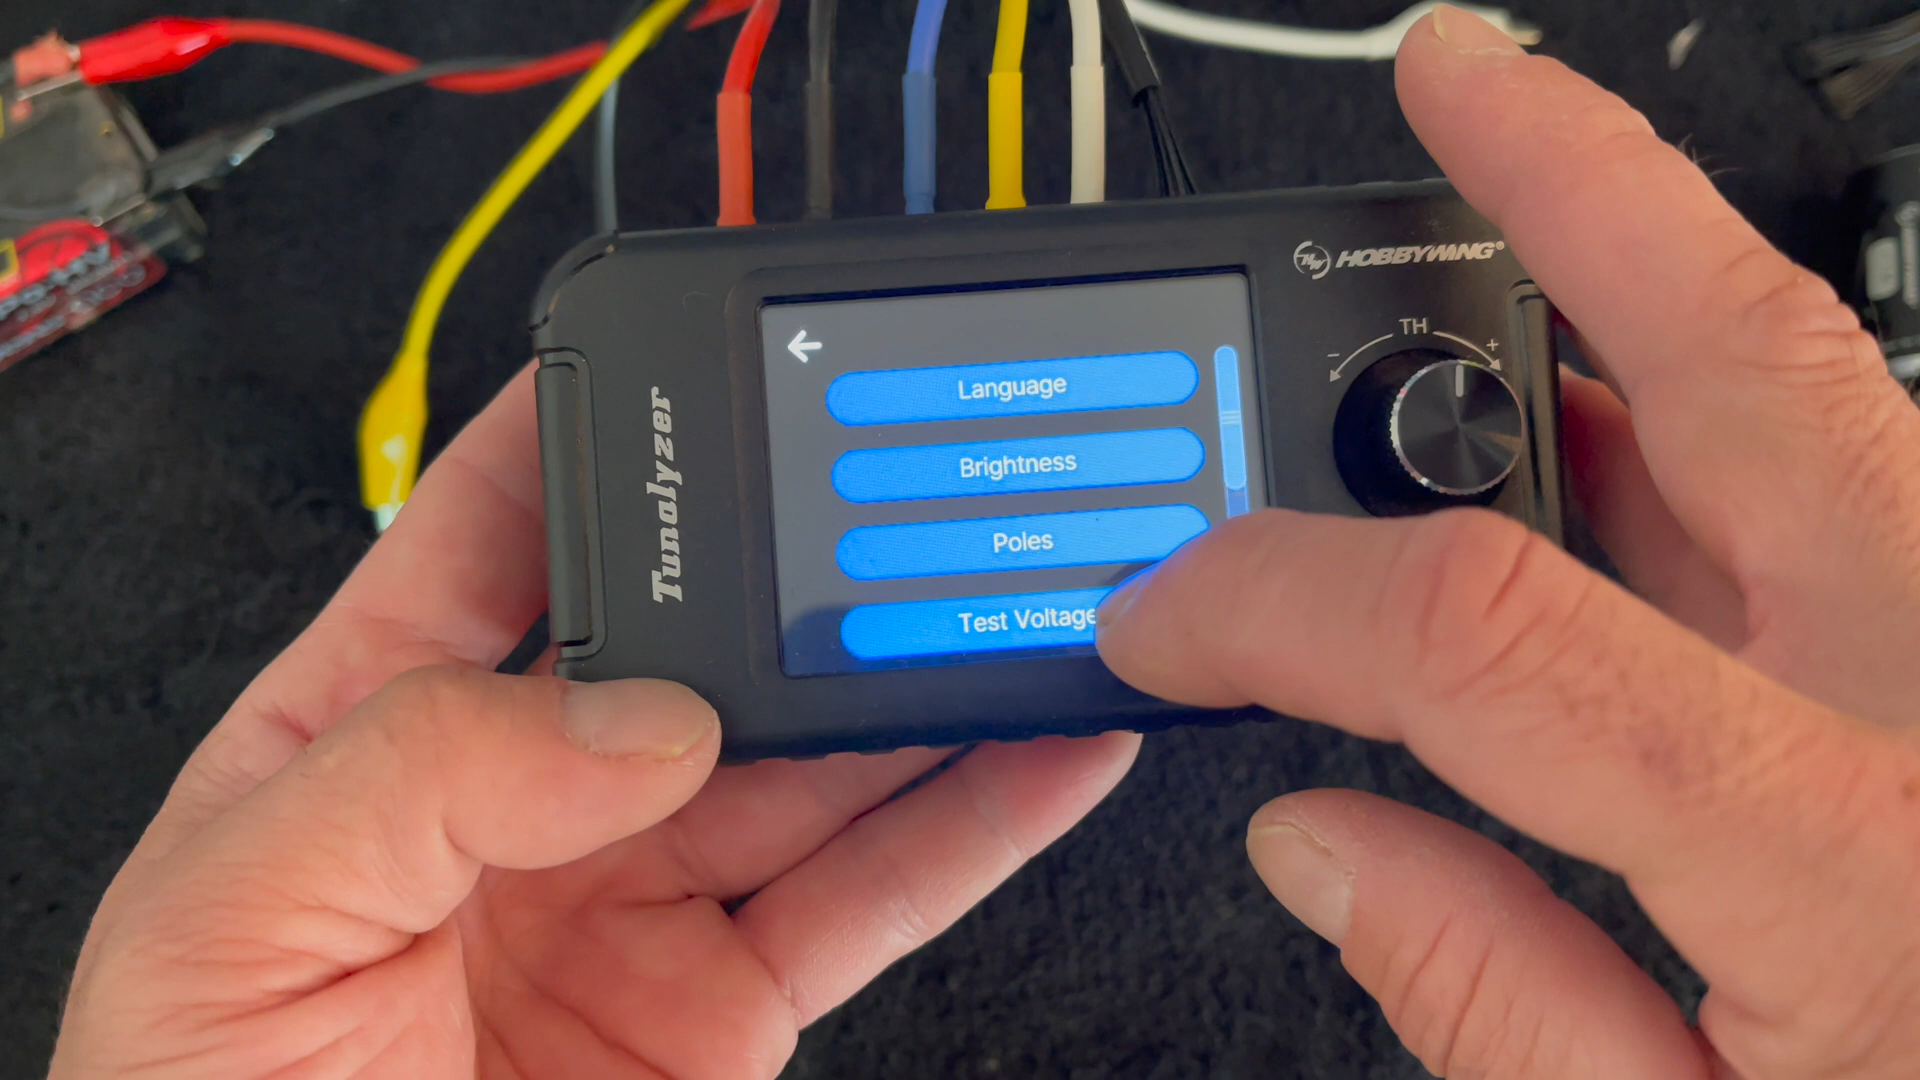 HOBBYWING®
TH
- +
Tunalyzer
Language
Brightness
Poles
Test Voltage